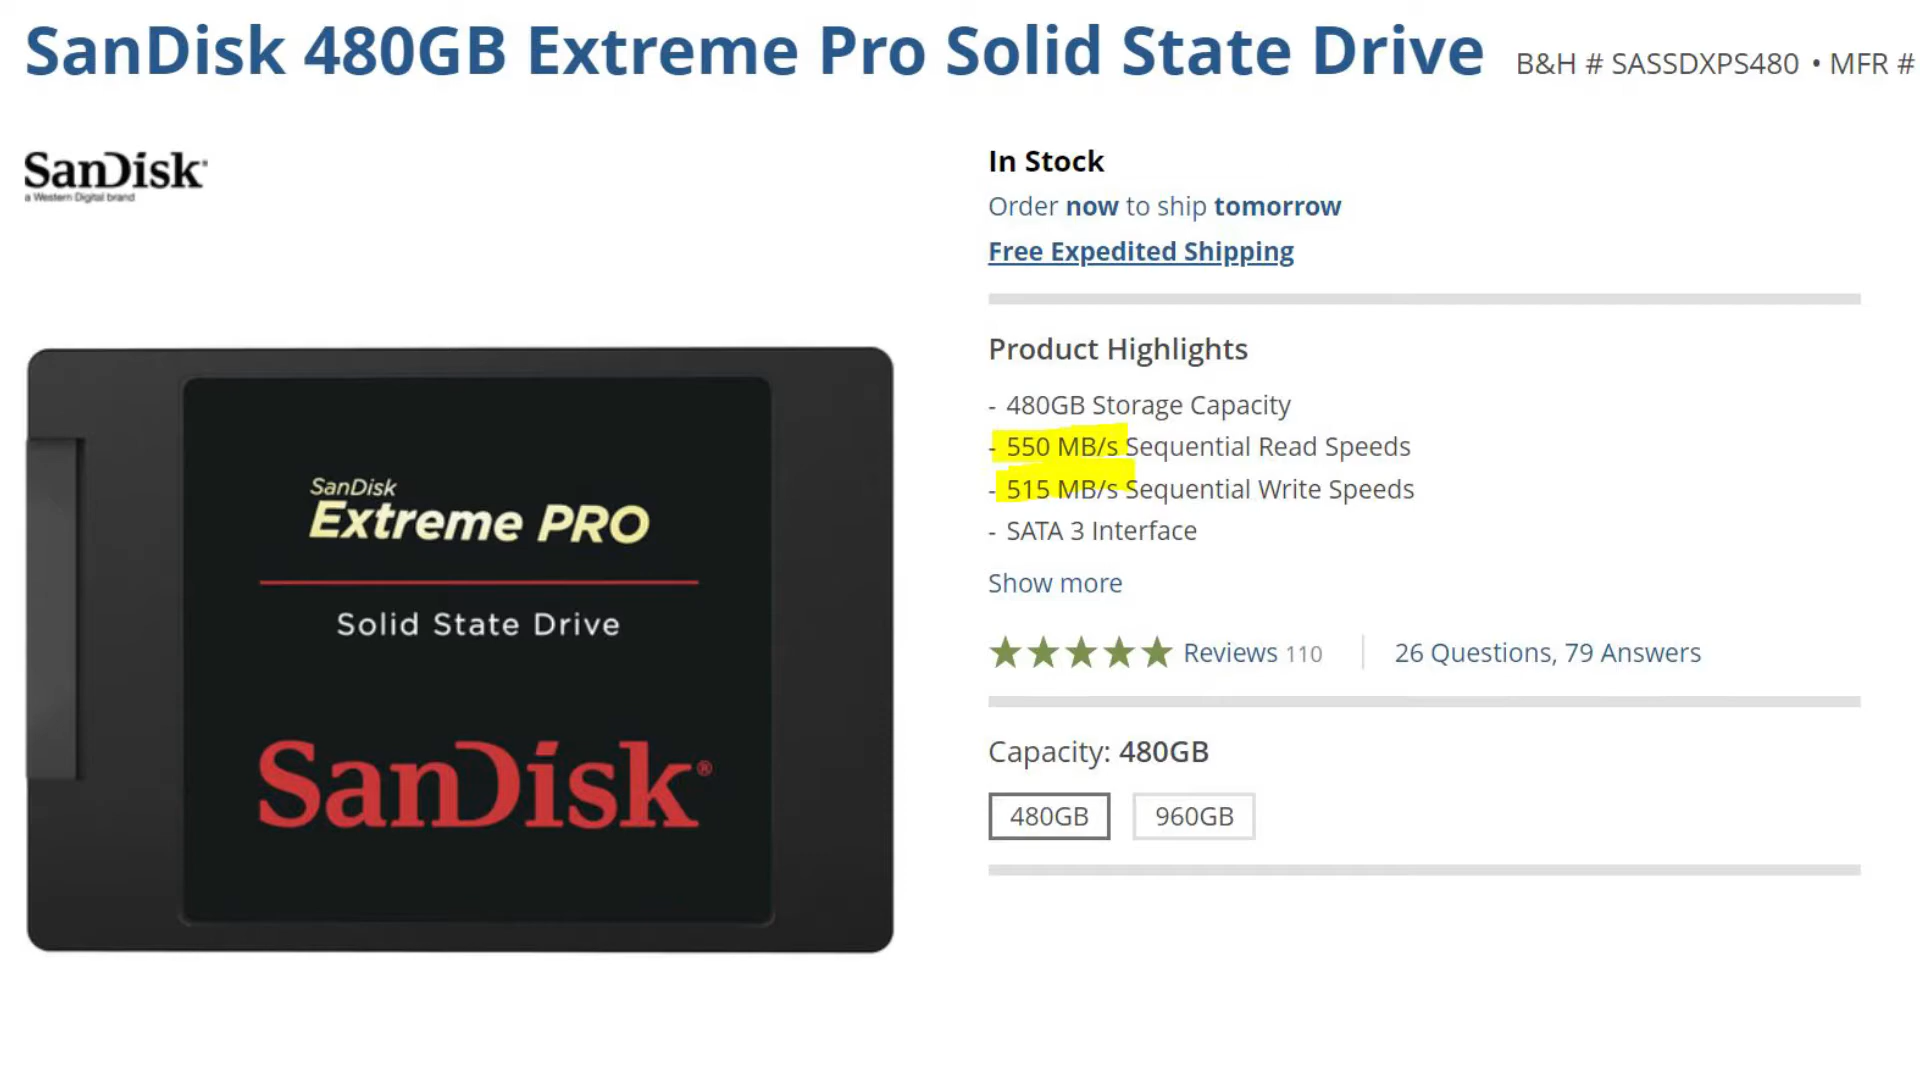 SanDisk 480GB Extreme Pro Solid State Drive B&H # SASSDXPS480 • MFR #
SanDisk®
a Western Digital brand
In Stock
Order now to ship tomorrow
Free Expedited Shipping
Product Highlights
- 480GB Storage Capacity
- 550 MB/s Sequential Read Speeds
- 515 MB/s Sequential Write Speeds
- SATA 3 Interface
Show more
Reviews 110 | 26 Questions, 79 Answers
Capacity: 480GB
480GB 960GB
SanDisk
Extreme PRO
Solid State Drive
SanDisk®